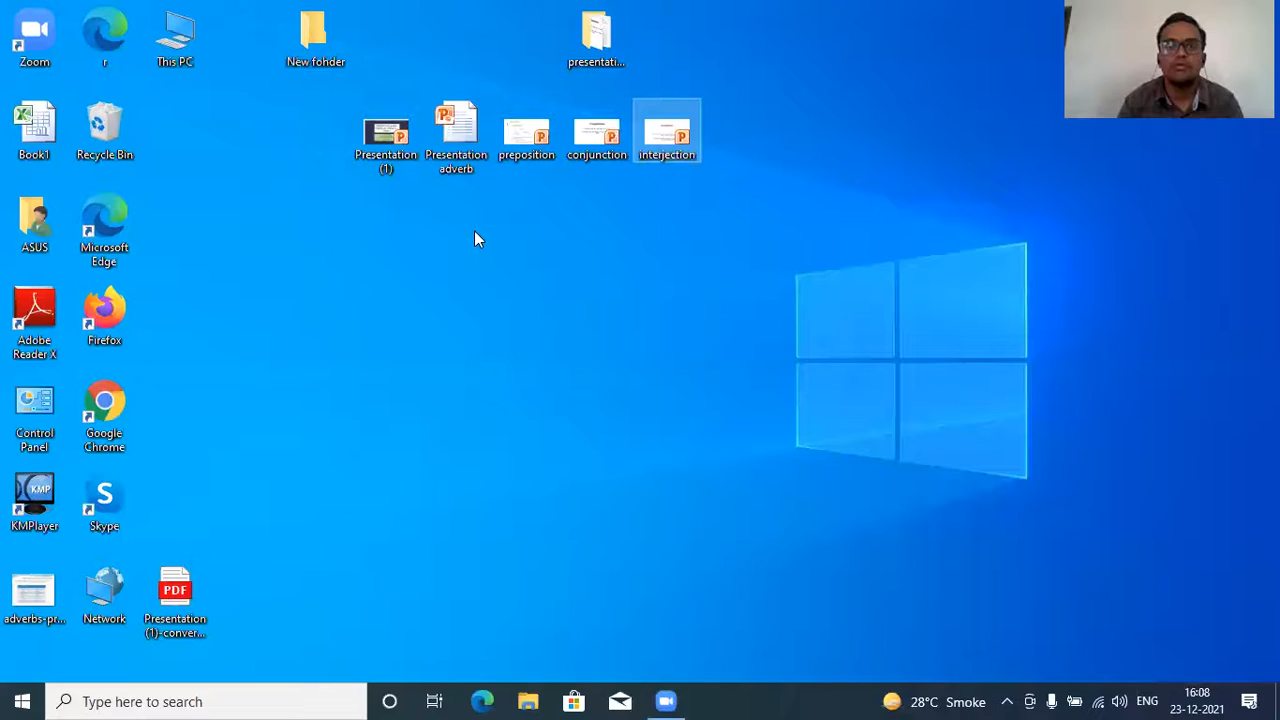 Zoom
r
This PC
New fohder
presentati...
Book1
Recycle Bin
Presentation
(1)
Presentation
adverb
preposition
conjunction
interjection
ASUS
Microsoft
Edge
Adobe
Reader X
Firefox
Control
Panel
Google
Chrome
KMP
KMPlayer
Skype
adverbs-pr...
Network
PDF
Presentation
(1)-conver...
Type here to search
28°C Smoke
ENG
16:08
23-12-2021